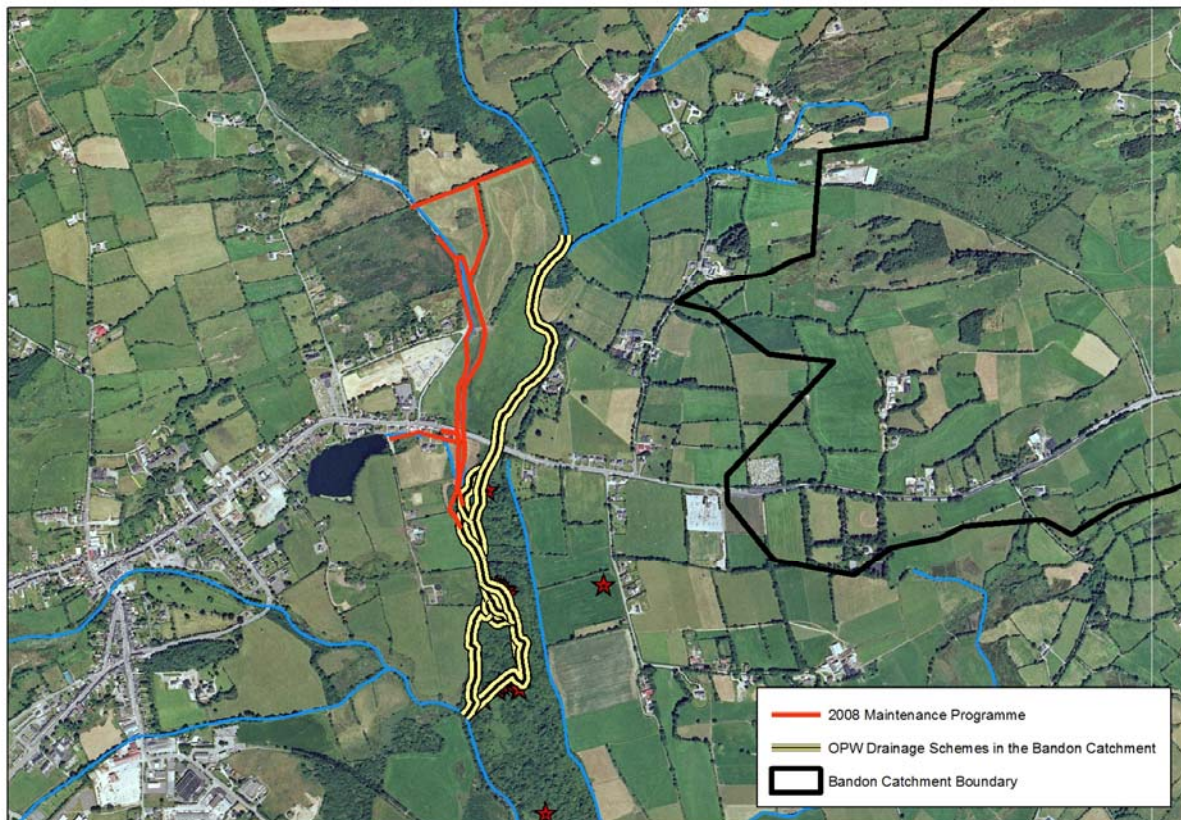 2008 Maintenance Programme
OPW Drainage Schemes in the Bandon Catchment
Bandon Catchment Boundary